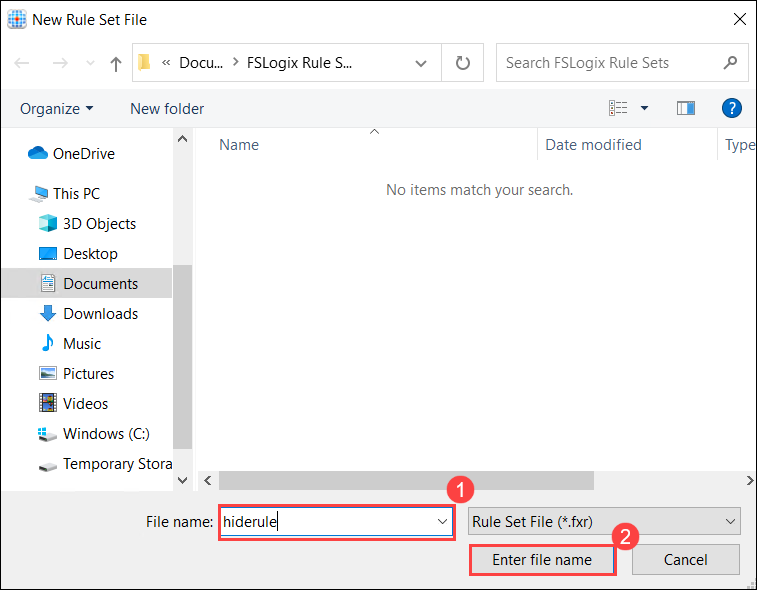 New Rule Set File
« Docu... > FSLogix Rule S...
Search FSLogix Rule Sets
Organize
New folder
?
Name
Date modified
Type
No items match your search.
OneDrive
This PC
3D Objects
Desktop
Documents
Downloads
Music
Pictures
Videos
Windows (C:)
Temporary Stora
1
File name: hiderule
Rule Set File (*.fxr)
2
Enter file name
Cancel